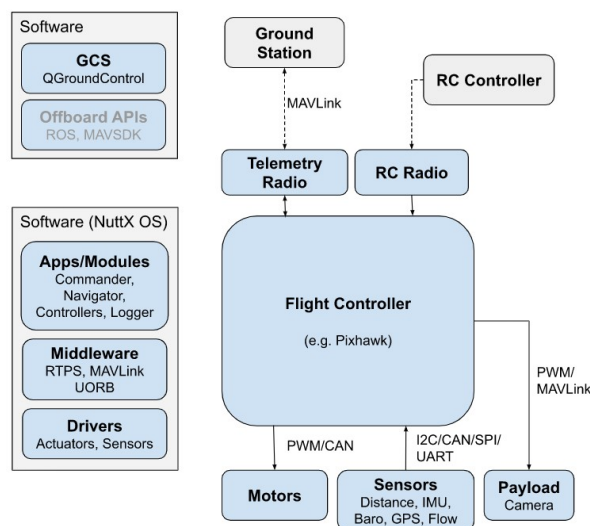 Software
GCS
QGroundControl
Offboard APIs
ROS, MAVSDK
Ground
Station
RC Controller
MAVLink
Telemetry
Radio
RC Radio
Software (NuttX OS)
Apps/Modules
Commander,
Navigator,
Controllers, Logger
Middleware
RTPS, MAVLink
UORB
Drivers
Actuators, Sensors
Flight Controller
(e.g. Pixhawk)
PWM/
MAVLink
PWM/CAN
I2C/CAN/SPI/
UART
Motors
Sensors
Distance, IMU,
Baro, GPS, Flow
Payload
Camera